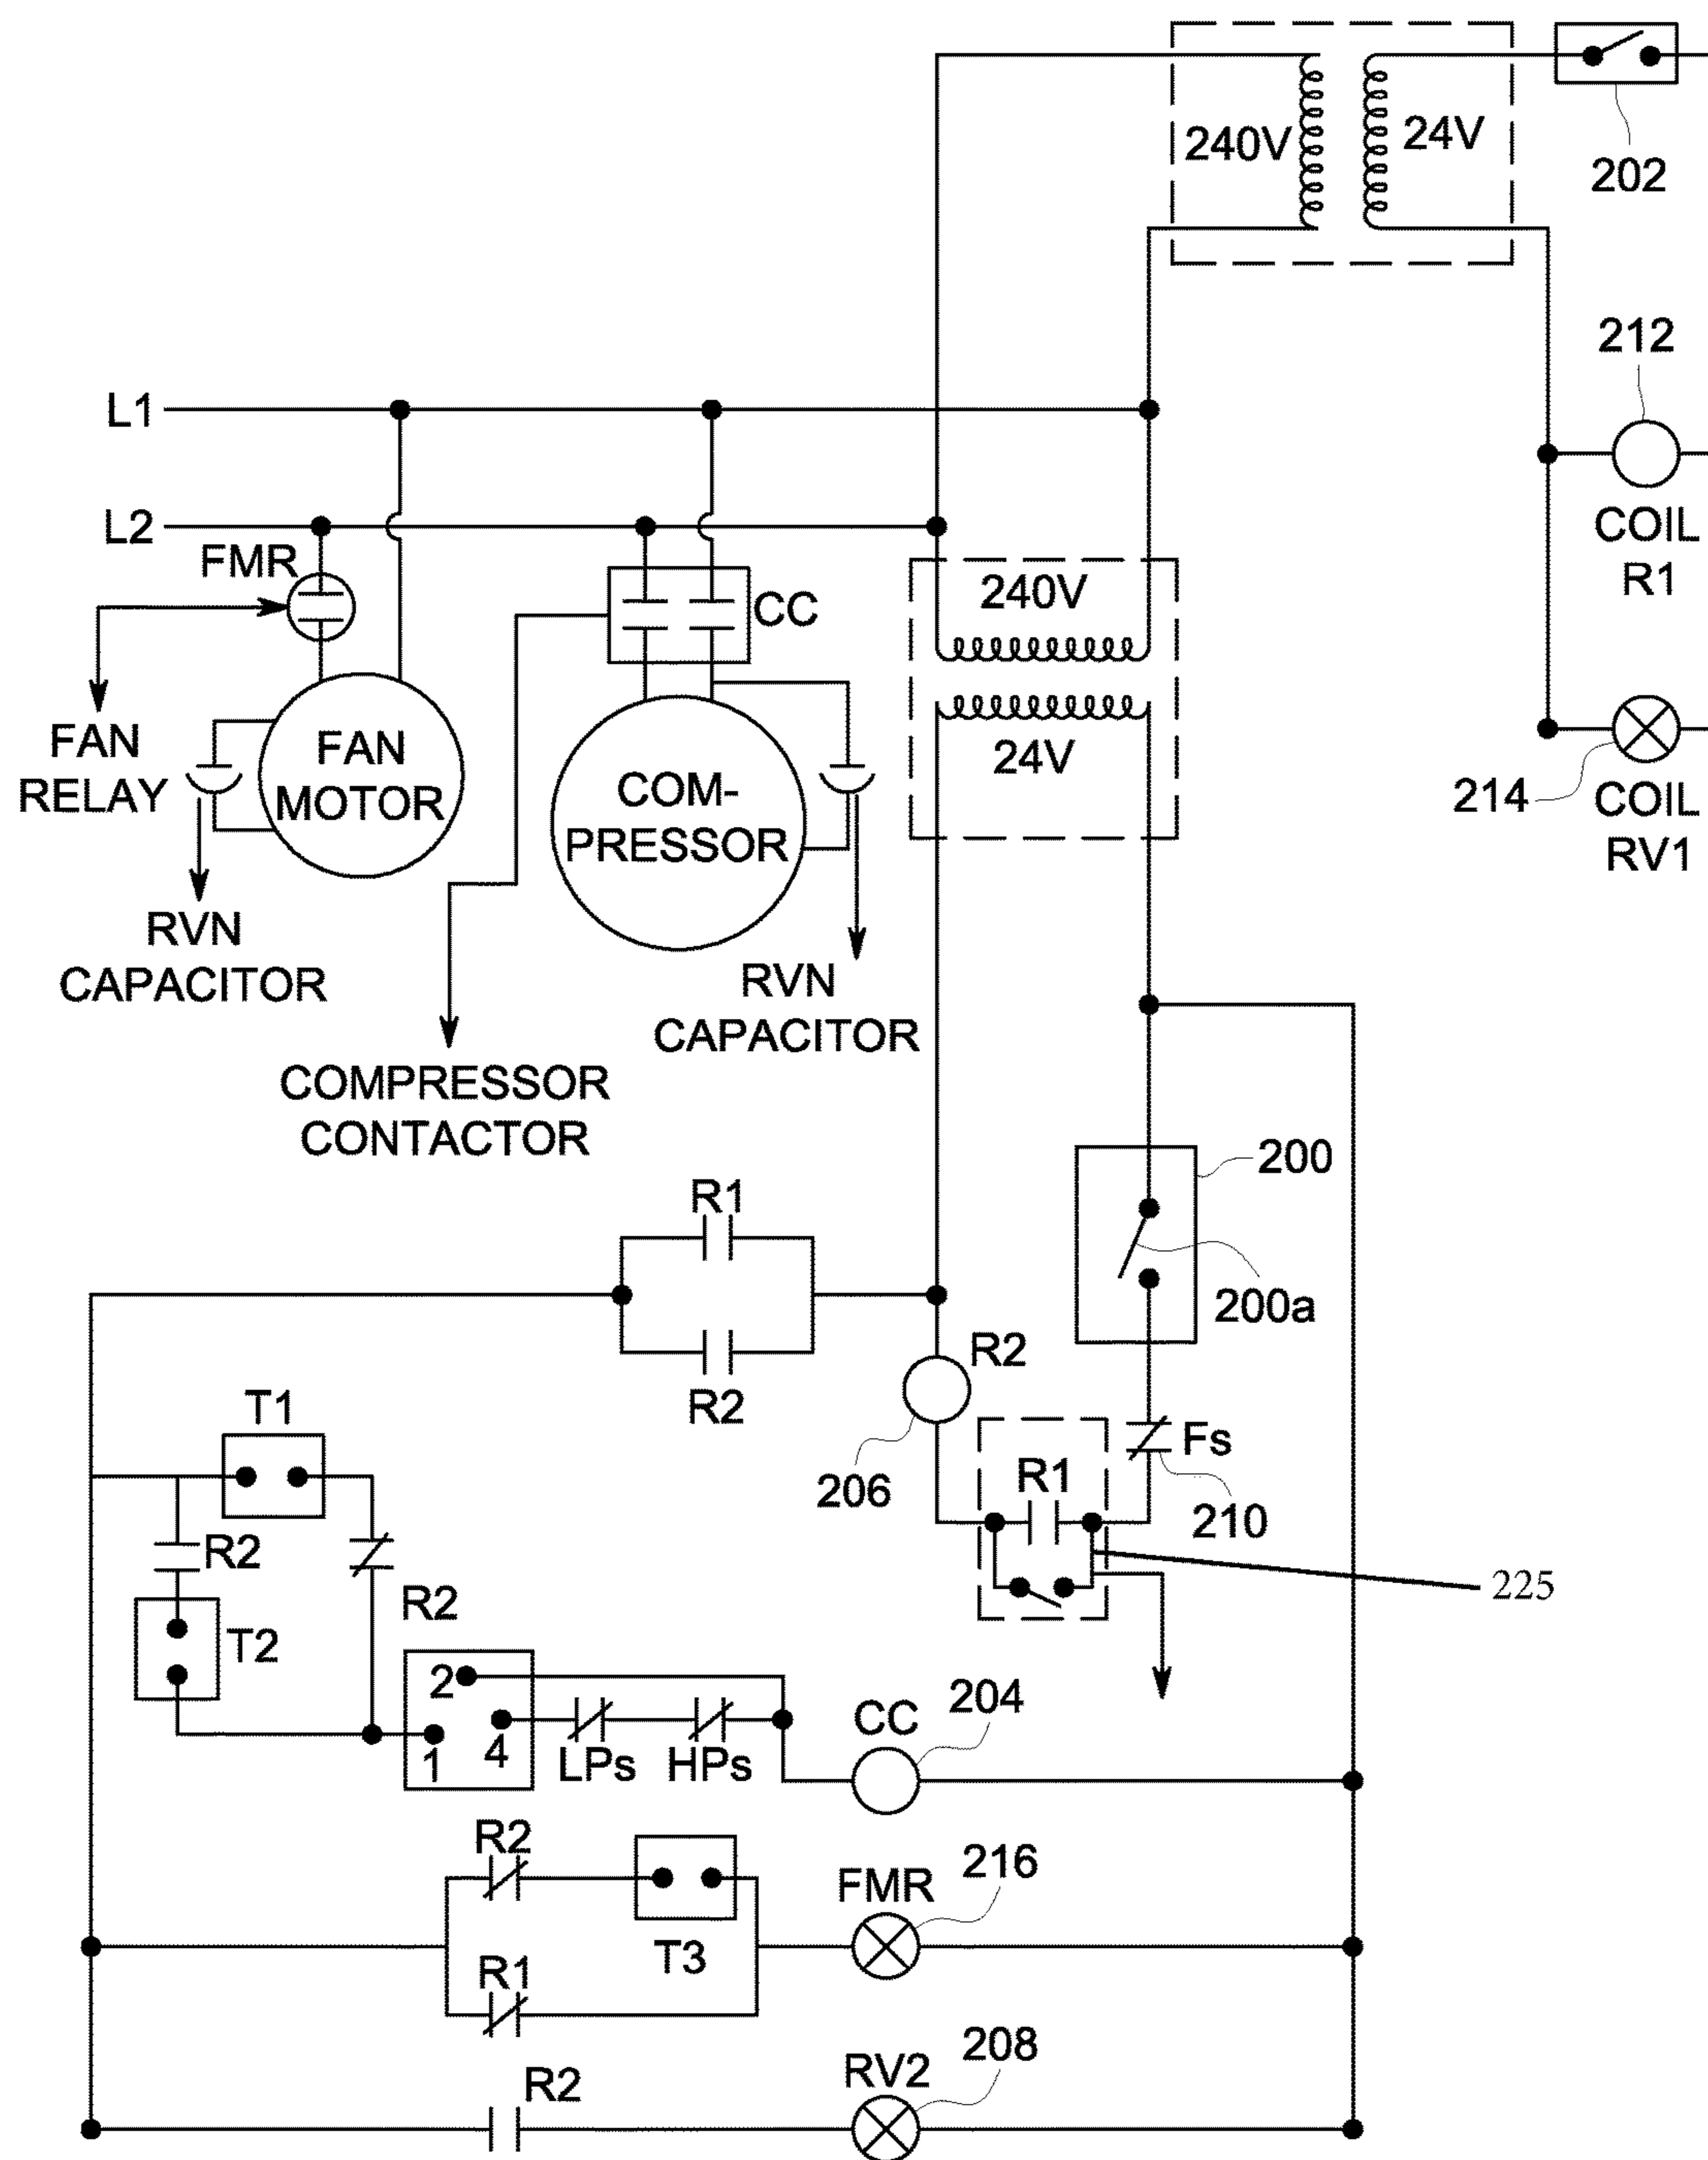 240V
24V
202
212
L1
L2
COIL
R1
FMR
240V
CC
FAN
RELAY
FAN
MOTOR
COM-
PRESSOR
24V
214
COIL
RV1
RVN
CAPACITOR
RVN
CAPACITOR
COMPRESSOR
CONTACTOR
200
R1
200a
R2
R2
T1
Fs
206
R1
210
R2
225
R2
T2
2
204
CC
1
4
LPs
HPs
R2
216
FMR
T3
R1
208
R2
RV2